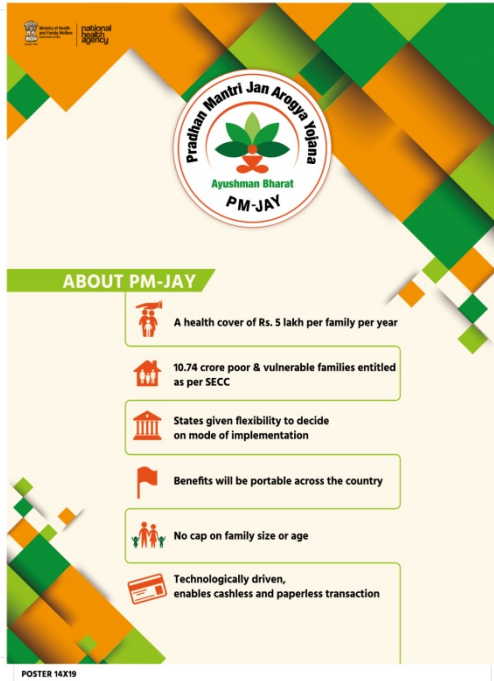 Ministry of Health
and Family Welfare
national
health
agency
Pradhan Mantri Jan Arogya Yojana
Ayushman Bharat
PM-JAY
ABOUT PM-JAY
A health cover of Rs. 5 lakh per family per year
10.74 crore poor & vulnerable families entitled
as per SECC
States given flexibility to decide
on mode of implementation
Benefits will be portable across the country
No cap on family size or age
Technologically driven,
enables cashless and paperless transaction
POSTER 14X19